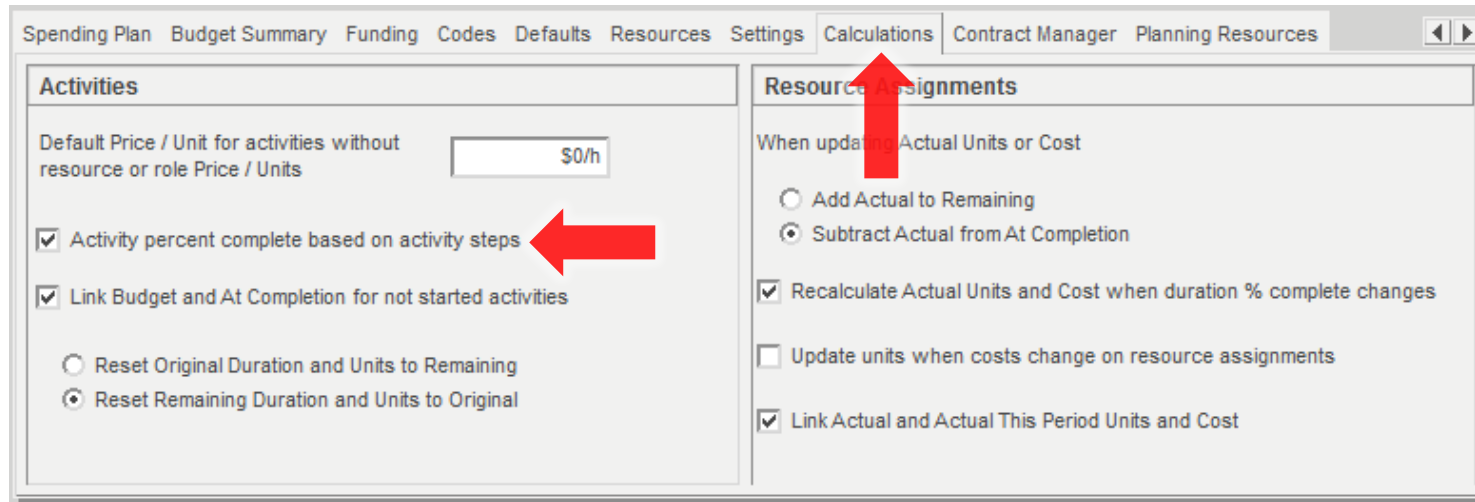 Spending Plan Budget Summary Funding Codes Defaults Resources Settings Calculations Contract Manager Planning Resources
Activities
Default Price / Unit for activities without
resource or role Price / Units
$0/h
Activity percent complete based on activity steps
Link Budget and At Completion for not started activities
Reset Original Duration and Units to Remaining
Reset Remaining Duration and Units to Original
Resource Assignments
When updating Actual Units or Cost
Add Actual to Remaining
Subtract Actual from At Completion
Recalculate Actual Units and Cost when duration % complete changes
Update units when costs change on resource assignments
Link Actual and Actual This Period Units and Cost